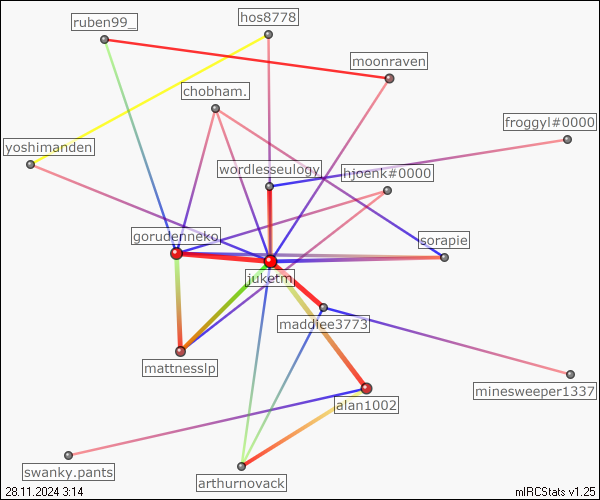 hos8778
ruben99_
moonraven
chobham.
froggyl#0000
yoshimanden
wordlesseulogy
hjoenk#0000
gorudenneko
sorapie
juketm
maddiee3773
mattnesslp
minesweeper1337
alan1002
swanky.pants
arthurnovack
28.11.2024 3:14
mIRCStats v1.25